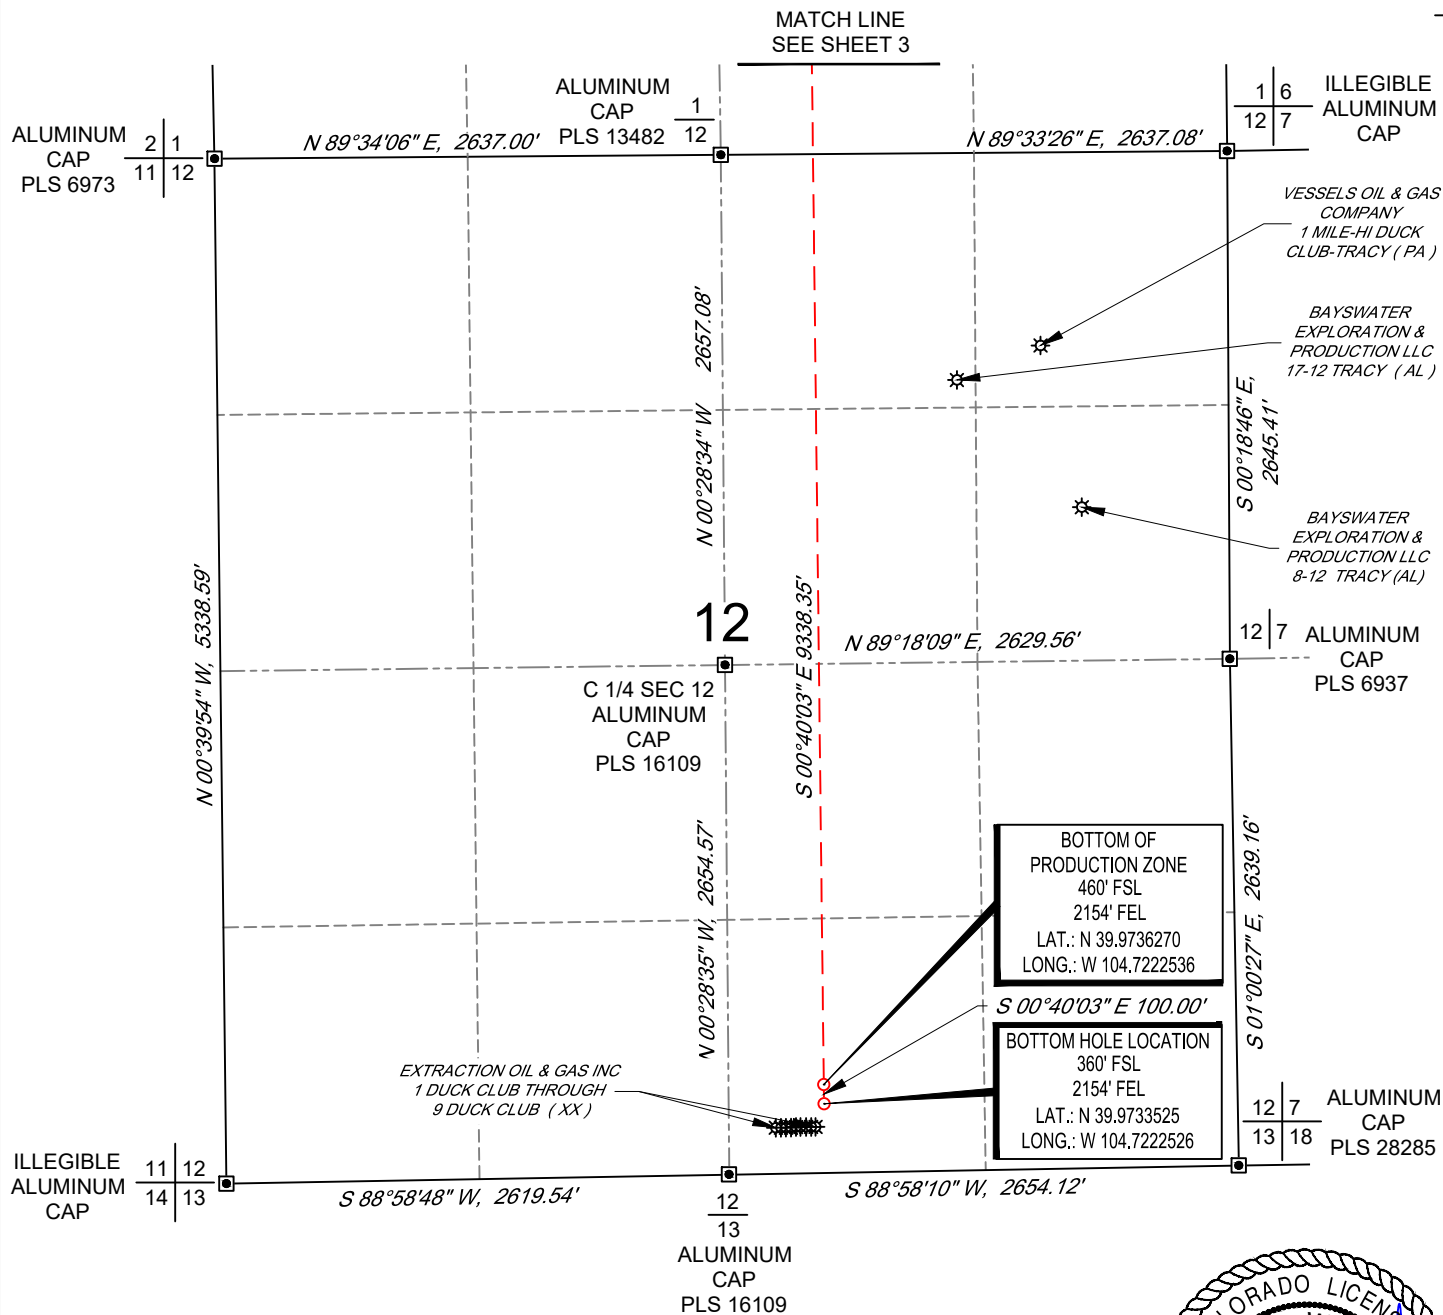 MATCH LINE
SEE SHEET 3
ALUMINUM
CAP
PLS 6973
2 1
11 12
N 89°34'06" E, 2637.00'
ALUMINUM
CAP
PLS 13482
1
12
N 89°33'26" E, 2637.08'
1 6
12 7
ILLEGIBLE
ALUMINUM
CAP
VESSELS OIL & GAS
COMPANY
1 MILE-HI DUCK
CLUB-TRACY ( PA )
BAYSWATER
EXPLORATION &
PRODUCTION LLC
17-12 TRACY ( AL )
N 00°28'34" W 2657.08'
S 00°18'46" E,
2645.41'
BAYSWATER
EXPLORATION &
PRODUCTION LLC
8-12 TRACY (AL)
N 00°39'54" W, 5338.59'
12
S 00°40'03" E 9338.35'
N 89°18'09" E, 2629.56'
12 7
ALUMINUM
CAP
PLS 6937
C 1/4 SEC 12
ALUMINUM
CAP
PLS 16109
N 00°28'35" W, 2654.57'
BOTTOM OF
PRODUCTION ZONE
460' FSL
2154' FEL
LAT.: N 39.9736270
LONG.: W 104.7222536
S 01°00'27" E, 2639.16'
S 00°40'03" E 100.00'
BOTTOM HOLE LOCATION
360' FSL
2154' FEL
LAT.: N 39.9733525
LONG.: W 104.7222526
EXTRACTION OIL & GAS INC
1 DUCK CLUB THROUGH
9 DUCK CLUB ( XX )
12 7
13 18
ALUMINUM
CAP
PLS 28285
ILLEGIBLE
ALUMINUM
CAP
11 12
14 13
S 88°58'48" W, 2619.54'
S 88°58'10" W, 2654.12'
12
13
ALUMINUM
CAP
PLS 16109
ORADO LICEN